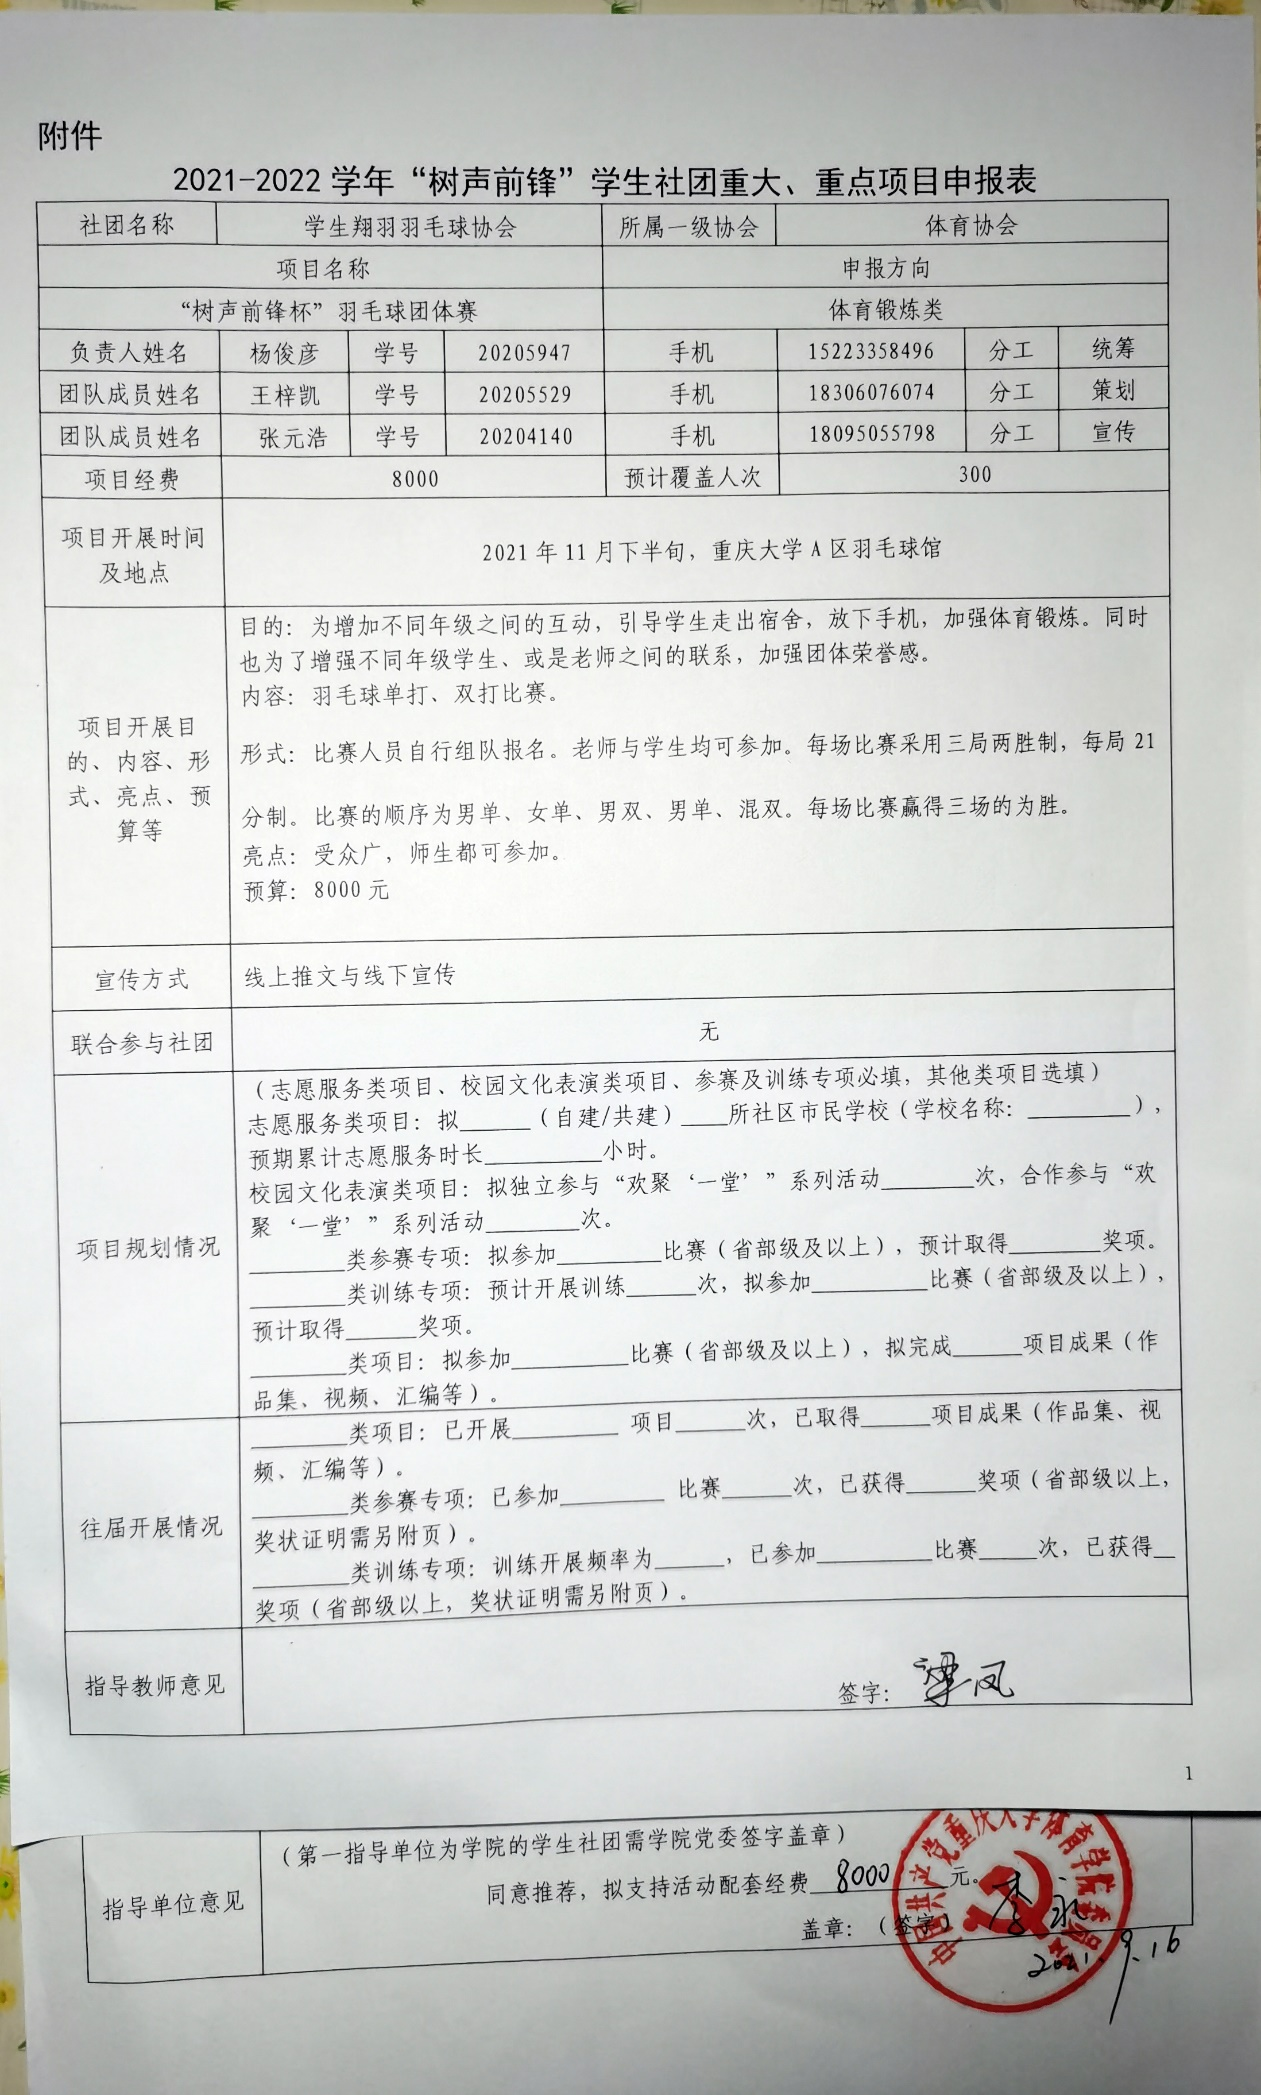 附件
2021-2022 学年“树声前锋”学生社团重大、重点项目申报表
社团名称 学生翔羽羽毛球协会 所属一级协会 体育协会
项目名称 申报方向
“树声前锋杯”羽毛球团体赛 体育锻炼类
负责人姓名 杨俊彦 学号 20205947 手机 15223358496 分工 统筹
团队成员姓名 王梓凯 学号 20205529 手机 18306076074 分工 策划
团队成员姓名 张元浩 学号 20204140 手机 18095055798 分工 宣传
项目经费 8000 预计覆盖人次 300
项目开展时间
及地点
2021 年 11 月下半旬，重庆大学 A 区羽毛球馆
项目开展目
的、内容、形
式、亮点、预
算等
目的：为增加不同年级之间的互动，引导学生走出宿舍，放下手机，加强体育锻炼。同时
也为了增强不同年级学生、或是老师之间的联系，加强团体荣誉感。
内容：羽毛球单打、双打比赛。
形式：比赛人员自行组队报名。老师与学生均可参加。每场比赛采用三局两胜制，每局 21
分制。比赛的顺序为男单、女单、男双、男单、混双。每场比赛赢得三场的为胜。
亮点：受众广，师生都可参加。
预算：8000 元
宣传方式 线上推文与线下宣传
联合参与社团 无
项目规划情况
（志愿服务类项目、校园文化表演类项目、参赛及训练专项必填，其他类项目选填）
志愿服务类项目：拟______（自建/共建）____所社区市民学校（学校名称：_________），
预期累计志愿服务时长__________小时。
校园文化表演类项目：拟独立参与“欢聚‘一堂’”系列活动________次，合作参与“欢
聚‘一堂’”系列活动________次。
________类参赛专项：拟参加_________比赛（省部级及以上），预计取得________奖项。
________类训练专项：预计开展训练______次，拟参加__________比赛（省部级及以上），
预计取得______奖项。
________类项目：拟参加__________比赛（省部级及以上），拟完成______项目成果（作
品集、视频、汇编等）。
往届开展情况
________类项目：已开展_________ 项目______次，已取得______项目成果（作品集、视
频、汇编等）。
________类参赛专项：已参加_________ 比赛______次，已获得______奖项（省部级以上，
奖状证明需另附页）。
________类训练专项：训练开展频率为______，已参加__________比赛_____次，已获得__
奖项（省部级以上，奖状证明需另附页）。
指导教师意见
签字：梁凤
1
指导单位意见
（第一指导单位为学院的学生社团需学院党委签字盖章）
同意推荐，拟支持活动配套经费 8000 元。
盖章：（签字）
2021.9.16
中国共产党重庆大学体育学院委员会